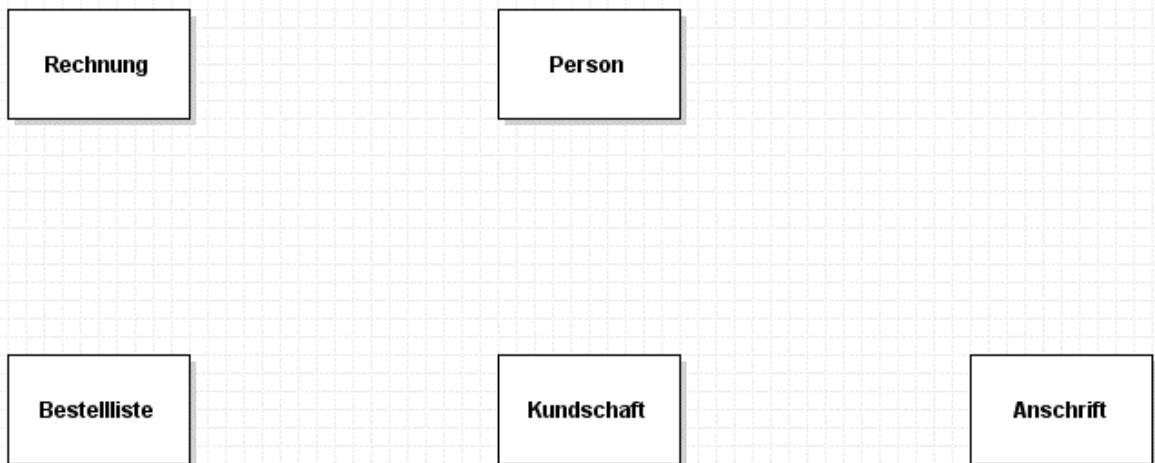 Rechnung
Person
Bestellliste
Kundschaft
Anschrift